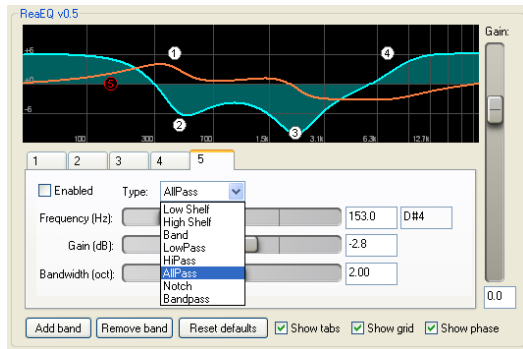 ReaEQ v0.5
Gain:
+5
+0
-6
1
2
3
4
5
100 300 700 1.5k 3.1k 6.3k 12.7k
1 2 3 4 5
Enabled Type: AllPass
Low Shelf
High Shelf
Band
LowPass
HiPass
AllPass
Notch
Bandpass
Frequency (Hz): 153.0 D#4
Gain (dB): -2.8
Bandwidth (oct): 2.00
0.0
Add band Remove band Reset defaults Show tabs Show grid Show phase